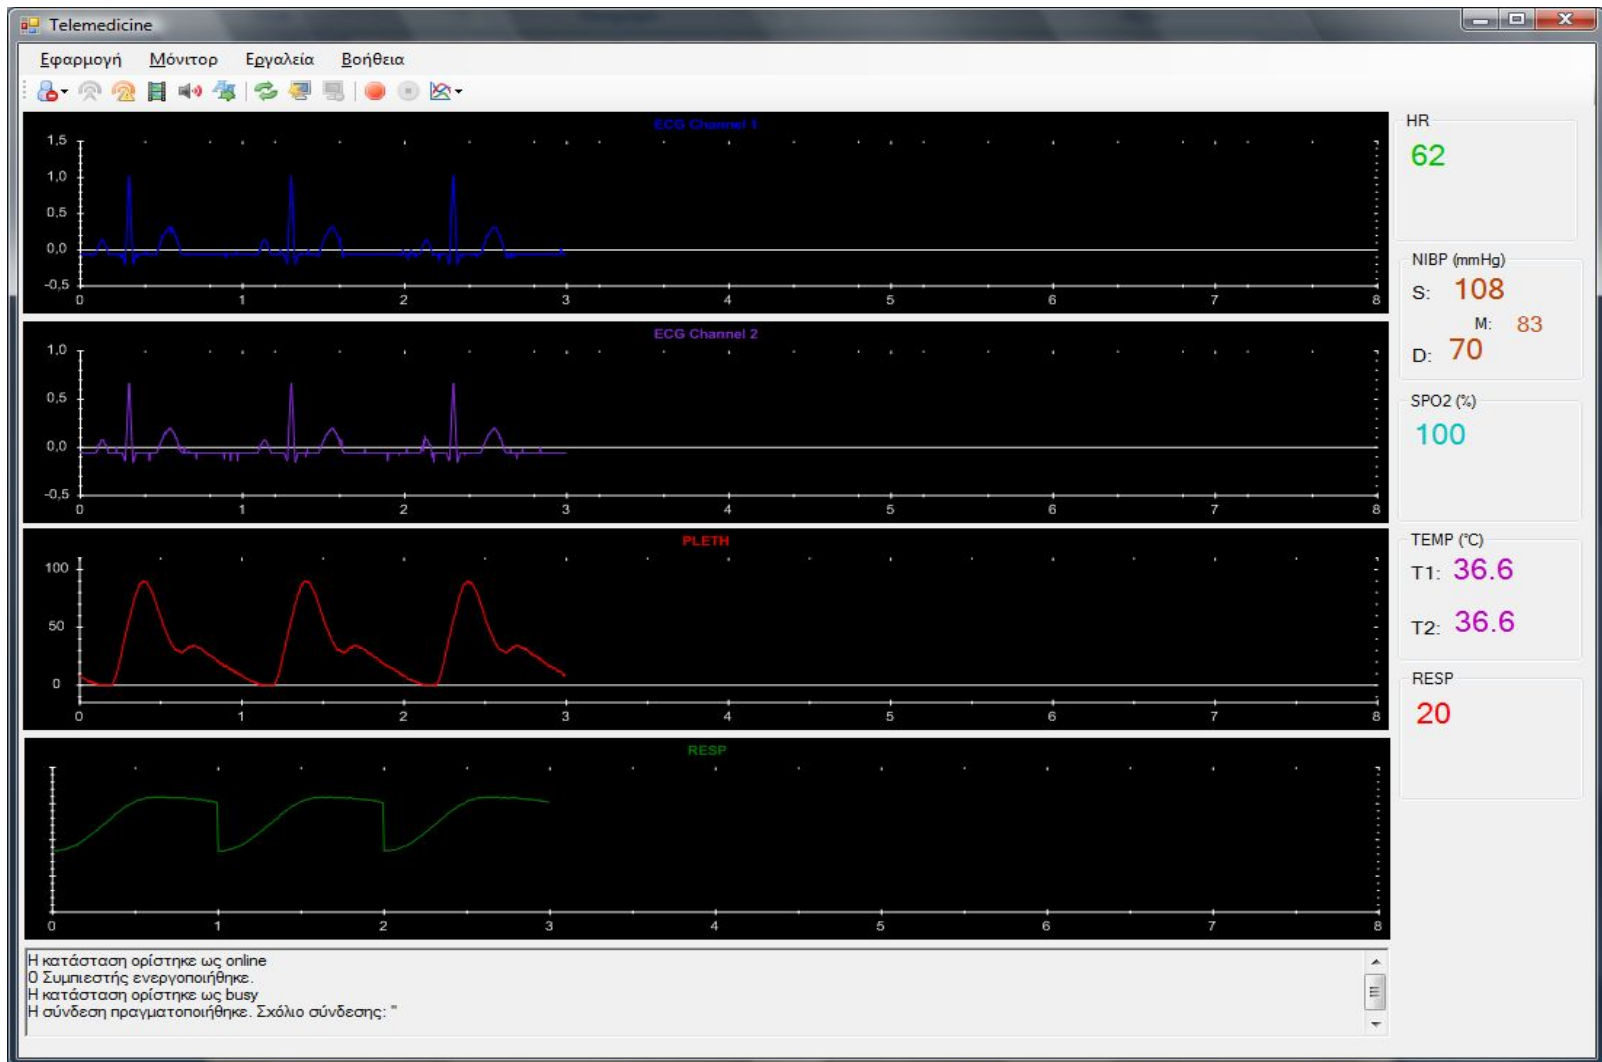 Telemedicine
Εφαρμογή Μόνιτορ Εργαλεία Βοήθεια
ECG Channel 1
1,5
1,0
0,5
0,0
-0,5
0 1 2 3 4 5 6 7 8
ECG Channel 2
1,0
0,5
0,0
-0,5
0 1 2 3 4 5 6 7 8
PLETH
100
50
0
0 1 2 3 4 5 6 7 8
RESP
0 1 2 3 4 5 6 7 8
HR
62
NIBP (mmHg)
S: 108
M: 83
D: 70
SPO2 (%)
100
TEMP (°C)
T1: 36.6
T2: 36.6
RESP
20
Η κατάσταση ορίστηκε ως online
Ο Συμπιεστής ενεργοποιήθηκε.
Η κατάσταση ορίστηκε ως busy
Η σύνδεση πραγματοποιήθηκε. Σχόλιο σύνδεσης: ''